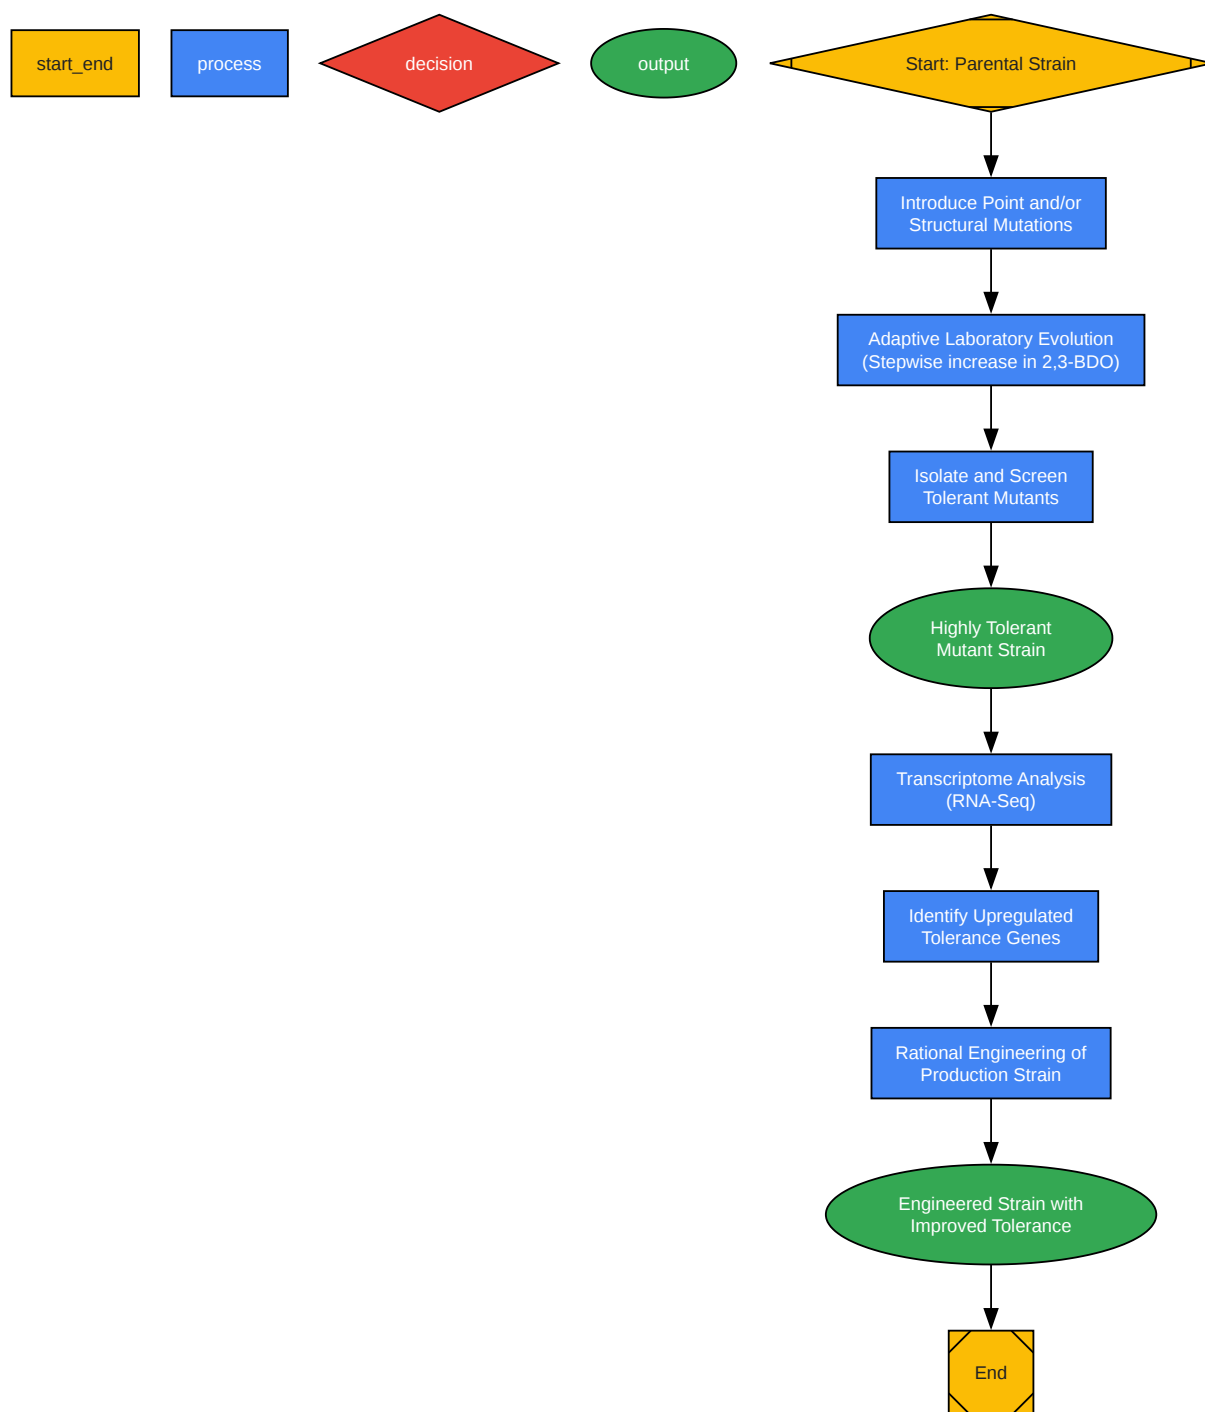 start_end
process
decision
output
Start: Parental Strain
Introduce Point and/or
Structural Mutations
Adaptive Laboratory Evolution
(Stepwise increase in 2,3-BDO)
Isolate and Screen
Tolerant Mutants
Highly Tolerant
Mutant Strain
Transcriptome Analysis
(RNA-Seq)
Identify Upregulated
Tolerance Genes
Rational Engineering of
Production Strain
Engineered Strain with
Improved Tolerance
End